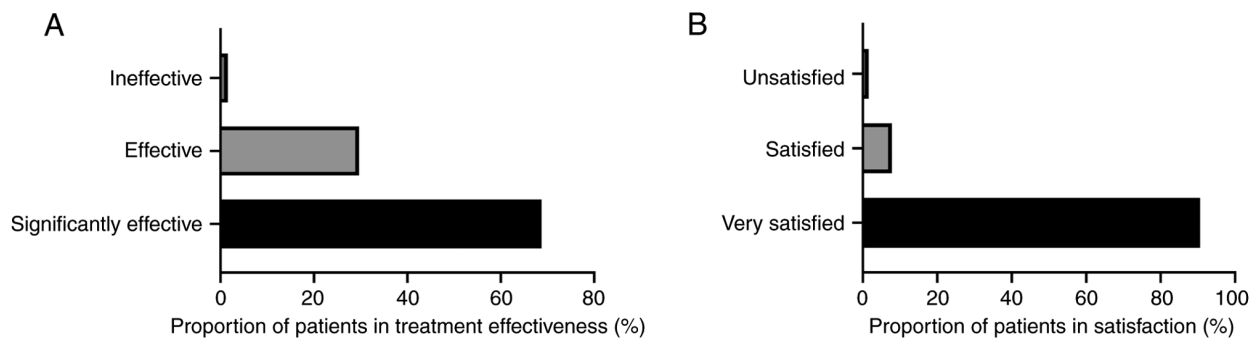 A
Ineffective
Effective
Significantly effective
0 20 40 60 80
Proportion of patients in treatment effectiveness (%)
B
Unsatisfied
Satisfied
Very satisfied
0 20 40 60 80 100
Proportion of patients in satisfaction (%)